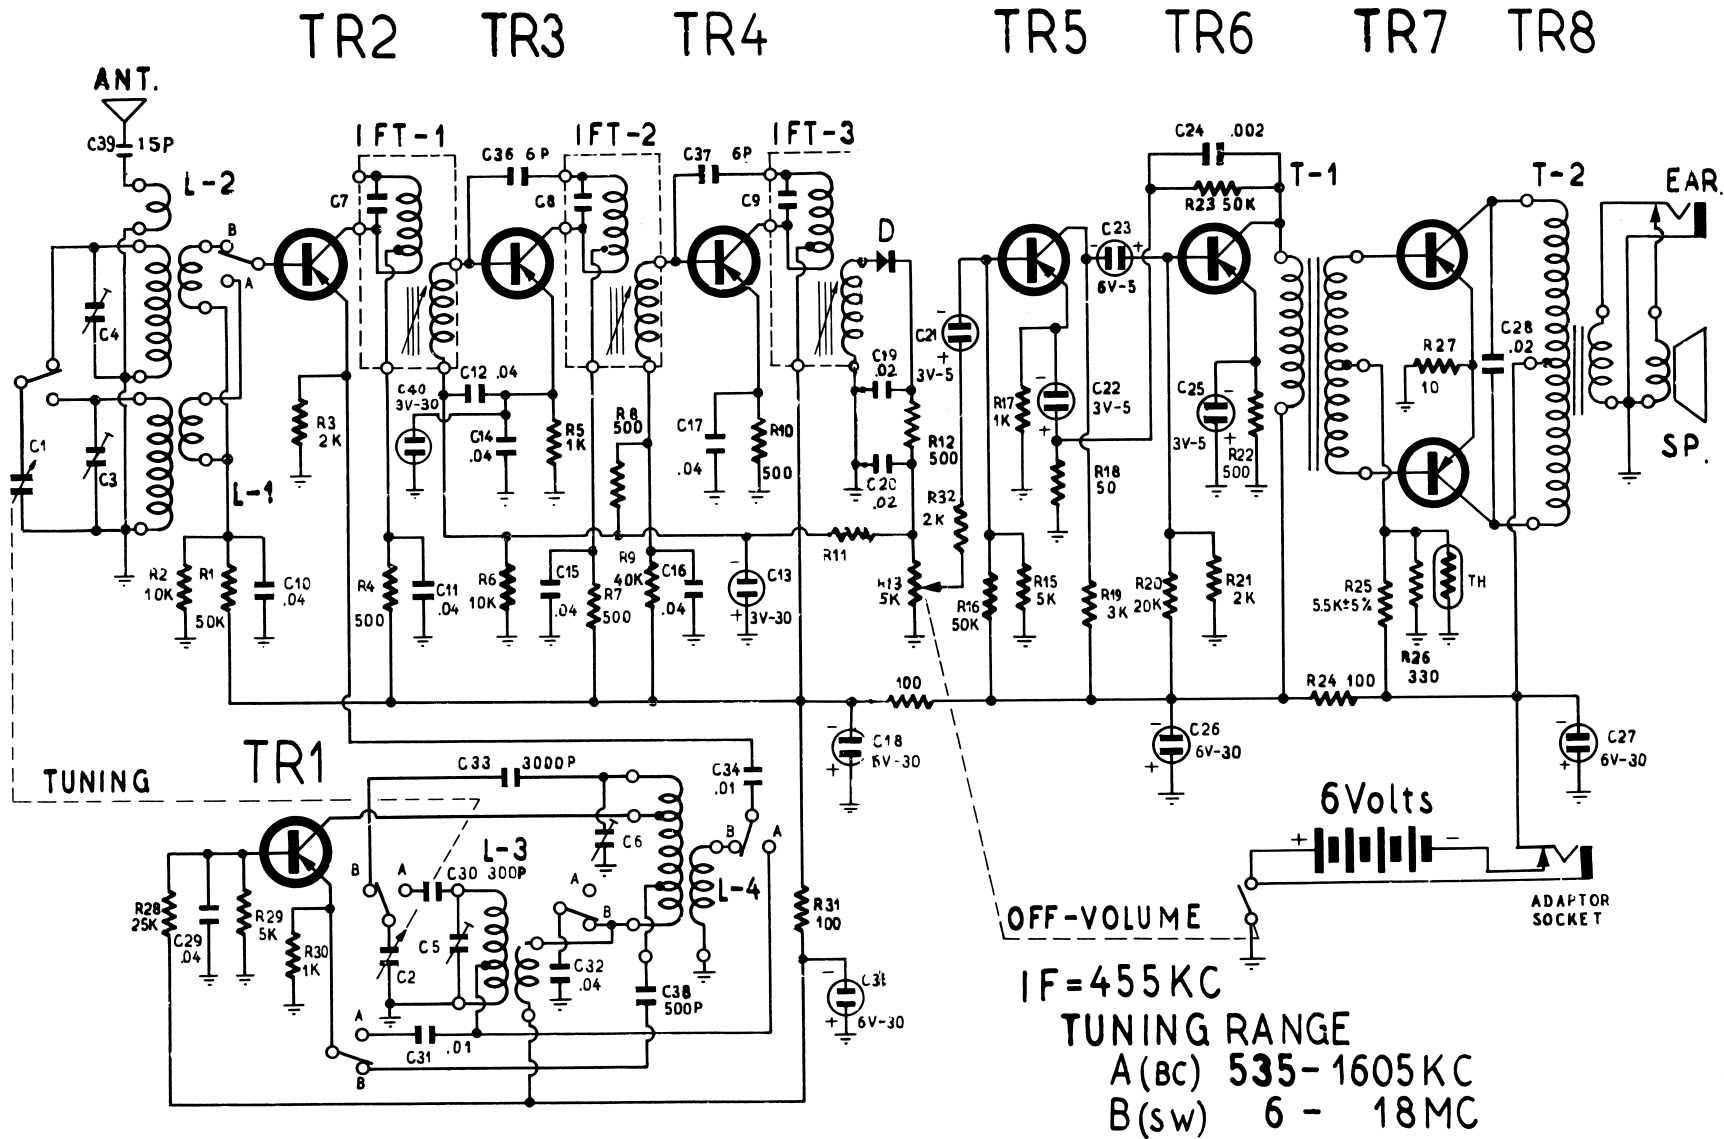 TR2 TR3 TR4 TR5 TR6 TR7 TR8
ANT.
C39 15P
L-2
IFT-1
C36 6P
IFT-2
C37 6P
IFT-3
C24 .002
R23 50K
T-1
T-2
EAR.
C7
C8
C9
D
C23
6V-5
B
A
C4
C1
C3
L-1
R3
2K
C40
3V-30
C12 .04
C14
.04
R5
1K
R8
500
C17
.04
R10
500
C19
.02
R12
500
C20
.02
C21
3V-5
R32
2K
R17
1K
C22
3V-5
R18
50
C25
3V-5
R22
500
R27
10
C28
.02
SP.
R2
10K
R1
50K
C10
.04
R4
500
C11
.04
R6
10K
C15
.04
R7
500
R9
40K
C16
.04
C13
3V-30
R11
R13
5K
R16
50K
R15
5K
R19
3K
R20
20K
R21
2K
R25
5.5K±5%
TH
R26
330
100
R24 100
C18
6V-30
C26
6V-30
C27
6V-30
TR1
TUNING
C33 3000P
C34
.01
C6
B
A
L-3
C30 300P
B
A
A
B
L-4
R28
25K
C29
.04
R29
5K
R30
1K
C2
C5
C32
.04
C38
500P
R31
100
6V-30
A
C31 .01
B
6Volts
+ -
OFF-VOLUME
ADAPTOR
SOCKET
IF=455KC
TUNING RANGE
A(BC) 535-1605KC
B(SW) 6 - 18MC